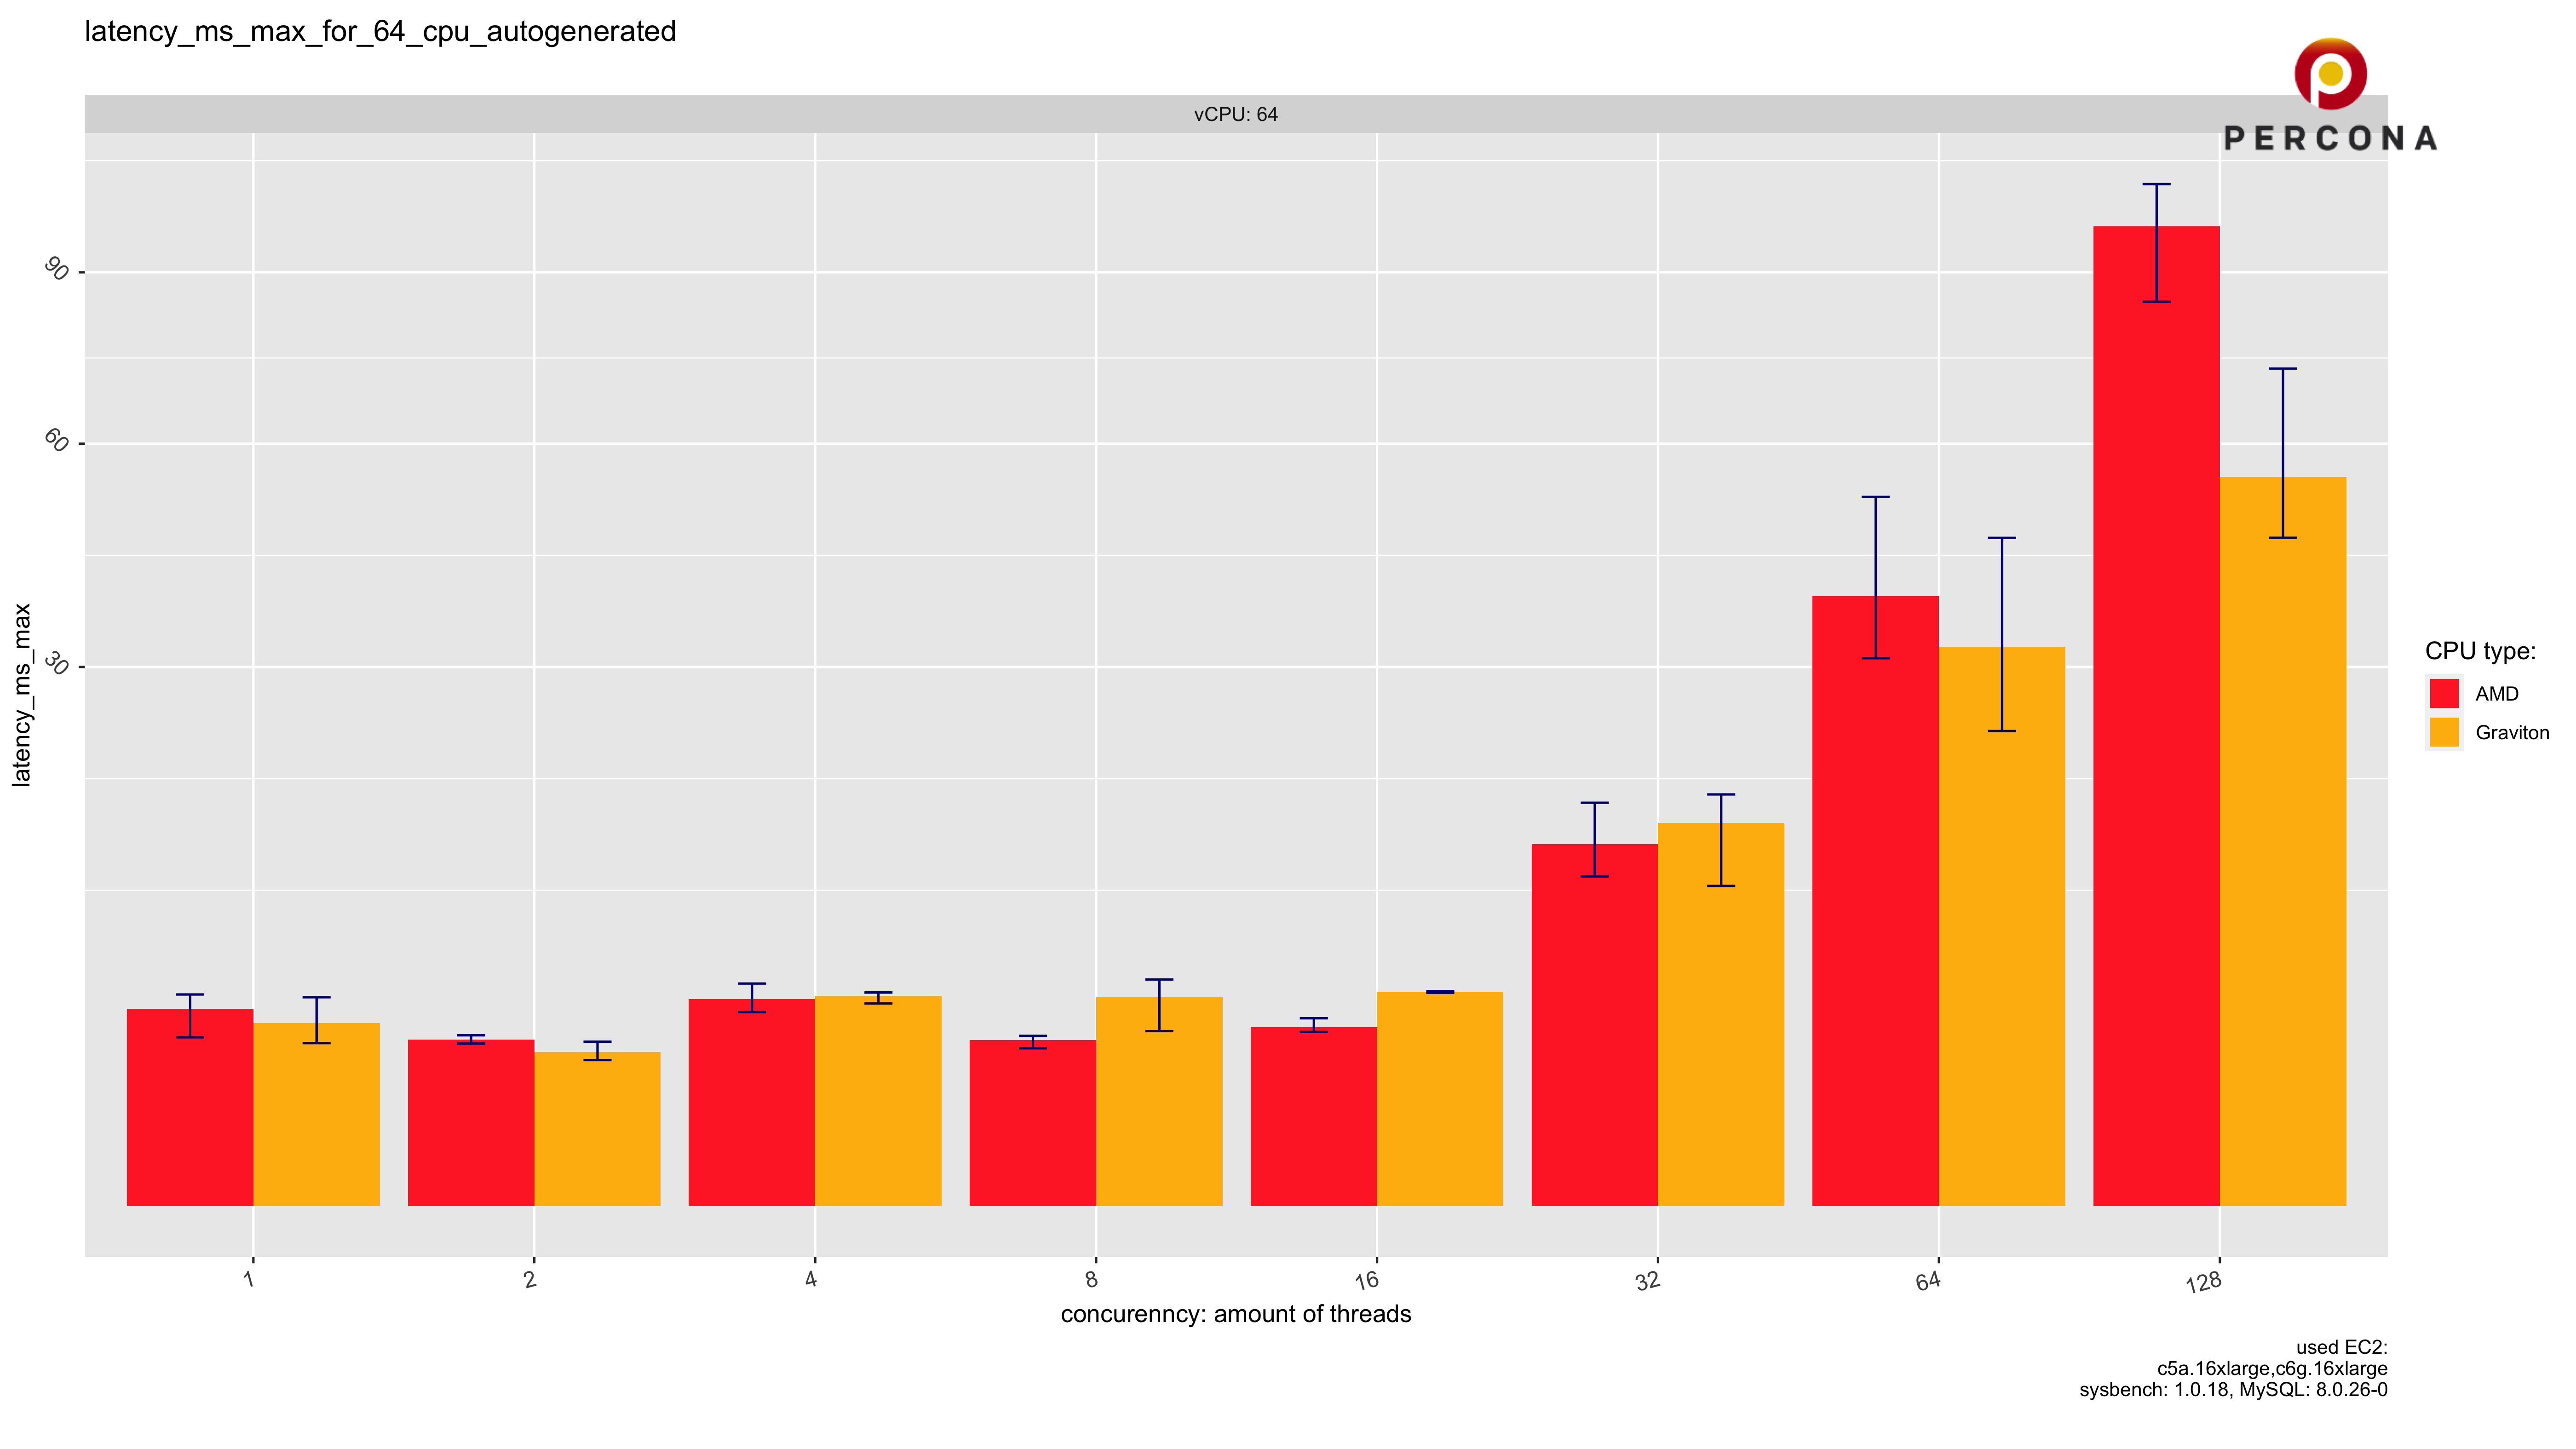 latency_ms_max_for_64_cpu_autogenerated
PERCONA
vCPU: 64
90
60
30
latency_ms_max
1
2
4
8
16
32
64
128
concurenncy: amount of threads
CPU type:
AMD
Graviton
used EC2:
c5a.16xlarge,c6g.16xlarge
sysbench: 1.0.18, MySQL: 8.0.26-0